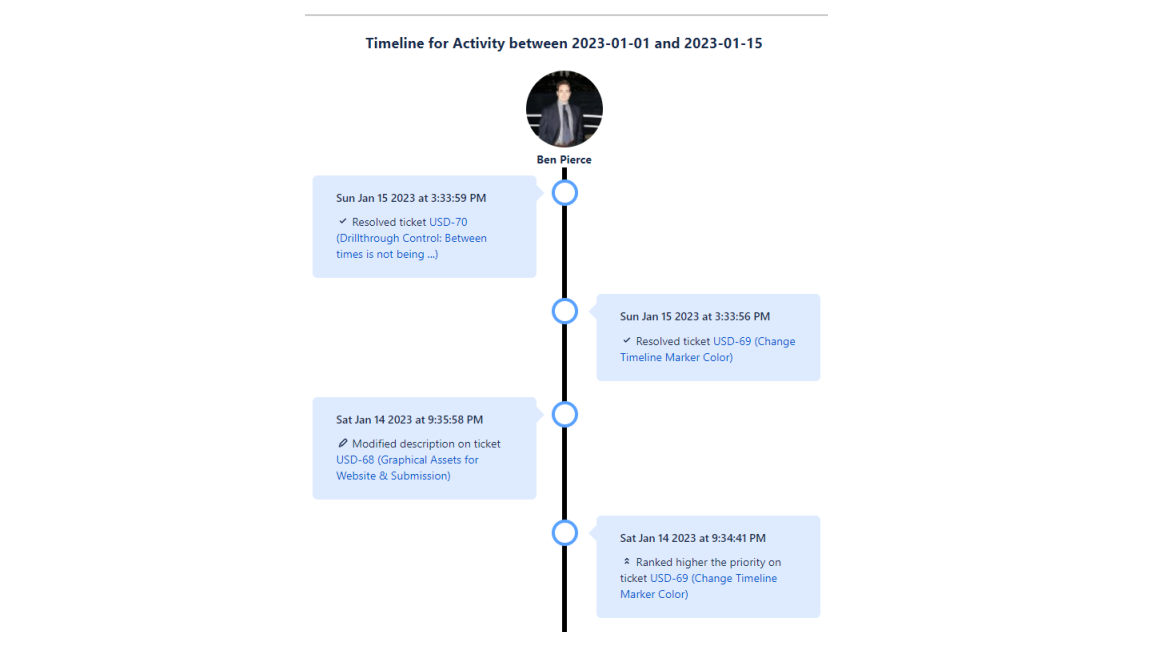 Timeline for Activity between 2023-01-01 and 2023-01-15
Ben Pierce
Sun Jan 15 2023 at 3:33:59 PM
Resolved ticket USD-70
(Drillthrough Control: Between
times is not being ...)
Sun Jan 15 2023 at 3:33:56 PM
Resolved ticket USD-69 (Change
Timeline Marker Color)
Sat Jan 14 2023 at 9:35:58 PM
Modified description on ticket
USD-68 (Graphical Assets for
Website & Submission)
Sat Jan 14 2023 at 9:34:41 PM
Ranked higher the priority on
ticket USD-69 (Change Timeline
Marker Color)